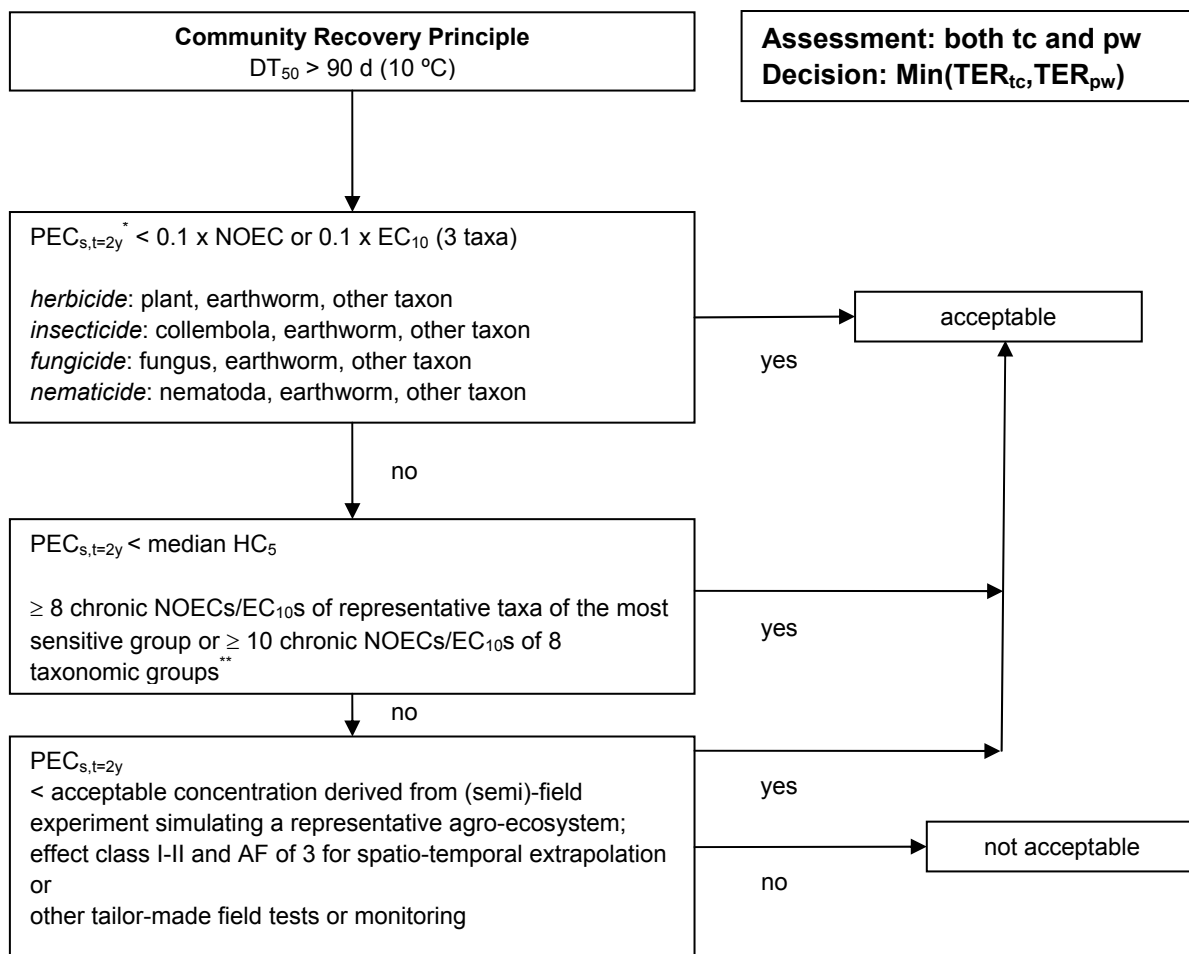 Community Recovery Principle
DT50 > 90 d (10 ºC)
Assessment: both tc and pw
Decision: Min(TERtc,TERpw)
PECs,t=2y* < 0.1 x NOEC or 0.1 x EC10 (3 taxa)
herbicide: plant, earthworm, other taxon
insecticide: collembola, earthworm, other taxon
fungicide: fungus, earthworm, other taxon
nematicide: nematoda, earthworm, other taxon
acceptable
yes
no
PECs,t=2y < median HC5
≥ 8 chronic NOECs/EC10s of representative taxa of the most
sensitive group or ≥ 10 chronic NOECs/EC10s of 8
taxonomic groups**
yes
no
PECs,t=2y
< acceptable concentration derived from (semi)-field
experiment simulating a representative agro-ecosystem;
effect class I-II and AF of 3 for spatio-temporal extrapolation
or
other tailor-made field tests or monitoring
yes
not acceptable
no